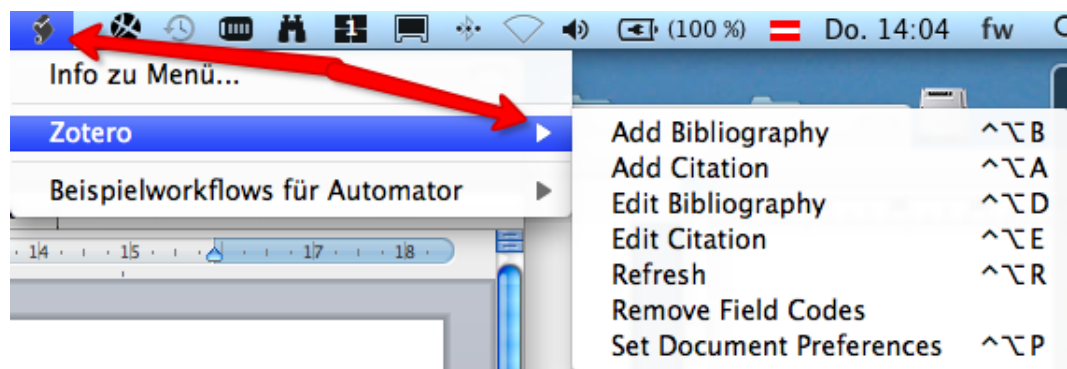 1 (100 %) Do. 14:04 fw
Info zu Menü...
Zotero
Beispielworkflows für Automator
Add Bibliography ^⌥B
Add Citation ^⌥A
Edit Bibliography ^⌥D
Edit Citation ^⌥E
Refresh ^⌥R
Remove Field Codes
Set Document Preferences ^⌥P
14 15 17 18